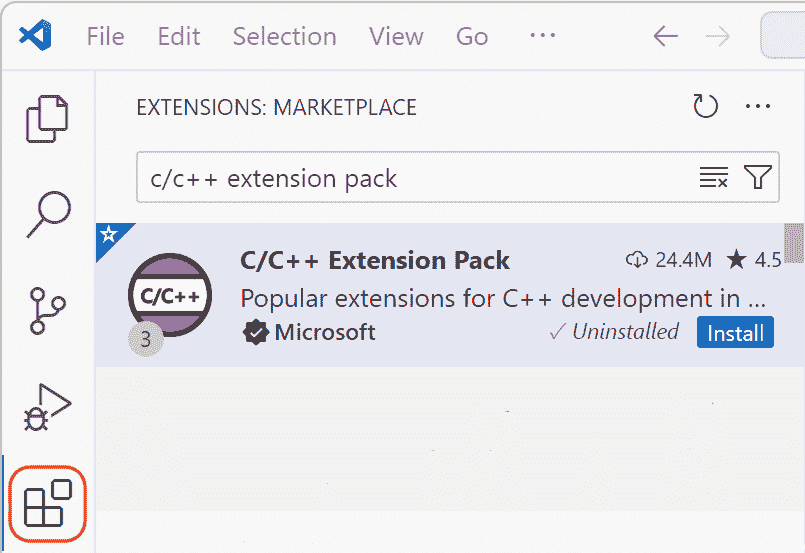 File Edit Selection View Go ...
EXTENSIONS: MARKETPLACE
c/c++ extension pack
C/C++ Extension Pack 24.4M ★ 4.5
C/C++
Popular extensions for C++ development in ...
3 Microsoft ✓ Uninstalled Install